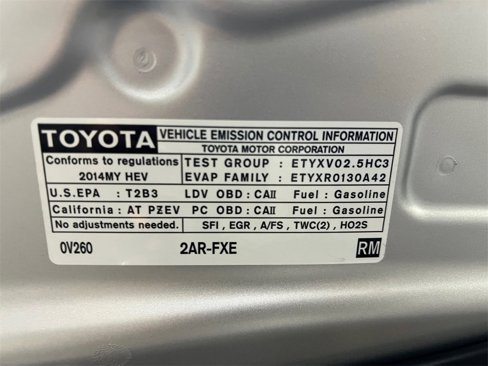 TOYOTA VEHICLE EMISSION CONTROL INFORMATION
TOYOTA MOTOR CORPORATION
Conforms to regulations TEST GROUP : ETYXV02.5HC3
2014MY HEV EVAP FAMILY : ETYXR0130A42
U.S.EPA : T2B3 LDV OBD : CAII Fuel : Gasoline
California : AT PZEV PC OBD : CAII Fuel : Gasoline
No adjustments needed. SFI , EGR , A/FS , TWC(2) , HO2S
0V260 2AR-FXE RM